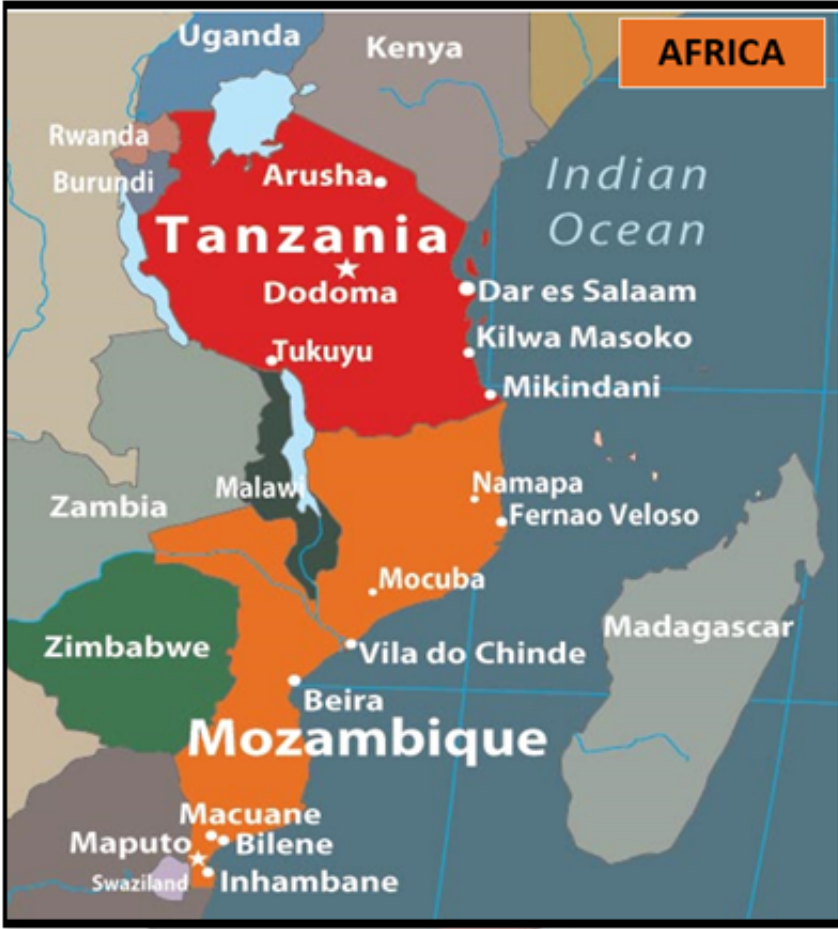 Uganda
Kenya
AFRICA
Rwanda
Burundi
Arusha
Indian
Ocean
Tanzania
Dodoma
Dar es Salaam
Kilwa Masoko
Tukuyu
Mikindani
Malawi
Zambia
Namapa
Fernao Veloso
Mocuba
Madagascar
Zimbabwe
Vila do Chinde
Beira
Mozambique
Macuane
Maputo
Bilene
Swaziland
Inhambane